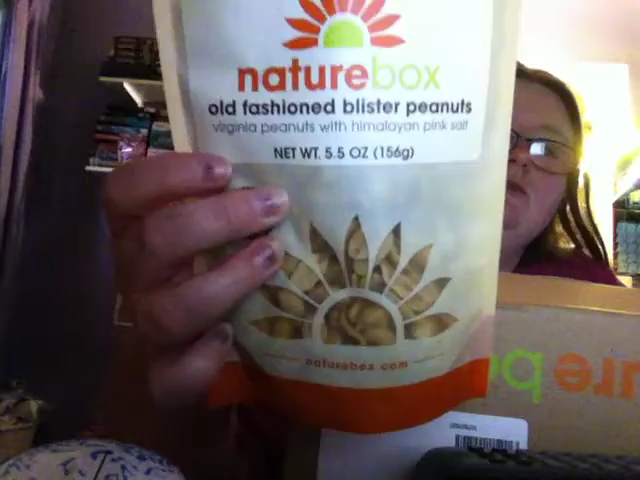 naturebox
old fashioned blister peanuts
virginia peanuts with himalayan pink salt
NET WT. 5.5 OZ (156g)
naturebox.com